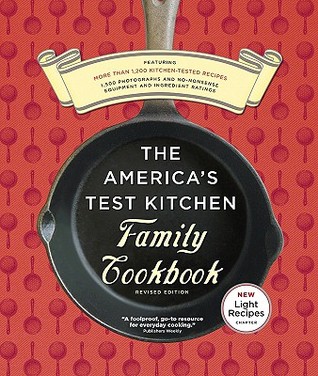 FEATURING
MORE THAN 1,200 KITCHEN-TESTED RECIPES
1,500 PHOTOGRAPHS AND NO-NONSENSE
EQUIPMENT AND INGREDIENT RATINGS
THE
AMERICA'S
TEST KITCHEN
Family
Cookbook
REVISED EDITION
NEW
Light
Recipes
CHAPTER
"A foolproof, go-to resource
for everyday cooking."
Publishers Weekly